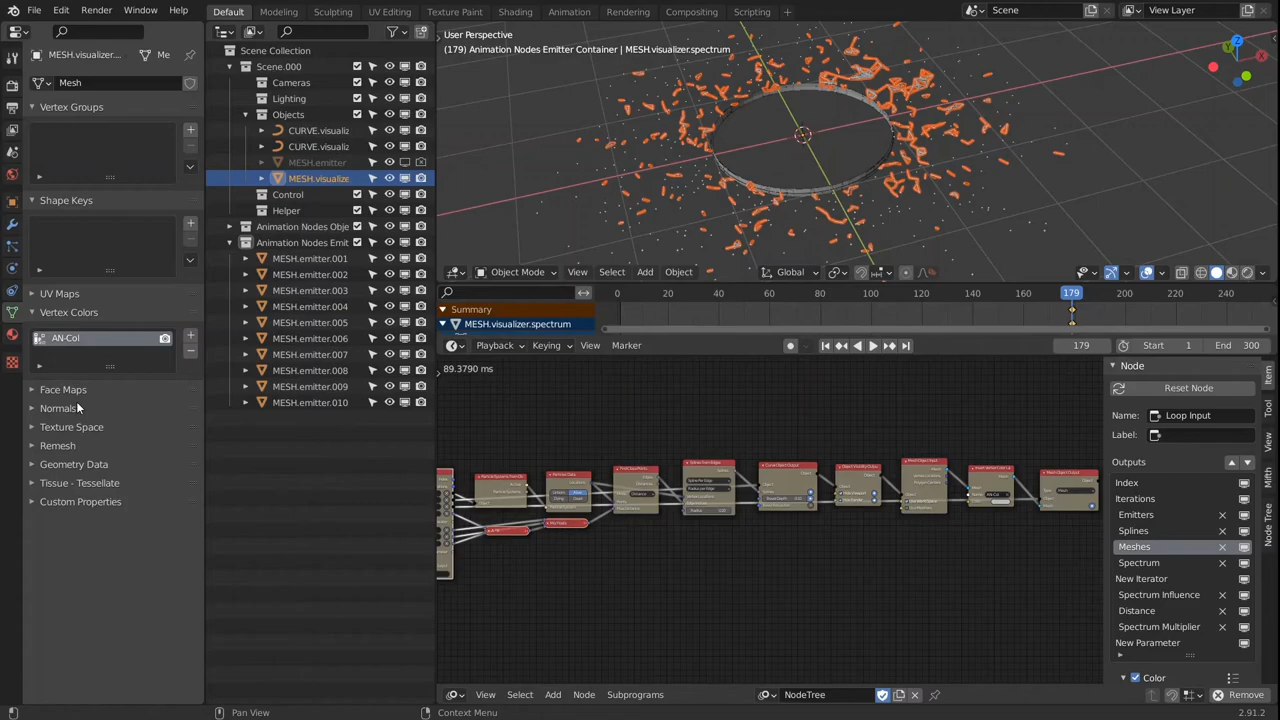 File Edit Render Window Help
Default Modeling Sculpting UV Editing Texture Paint Shading Animation Rendering Compositing Scripting
Scene
View Layer
MESH.visualizer.... Me
Mesh
Vertex Groups
Shape Keys
UV Maps
Vertex Colors
AN-Col
Face Maps
Normals
Texture Space
Remesh
Geometry Data
Tissue - Tessellate
Custom Properties
Scene Collection
Scene.000
Cameras
Lighting
Objects
CURVE.visualiz
CURVE.visualiz
MESH.emitter
MESH.visualize
Control
Helper
Animation Nodes Obje
Animation Nodes Emit
MESH.emitter.001
MESH.emitter.002
MESH.emitter.003
MESH.emitter.004
MESH.emitter.005
MESH.emitter.006
MESH.emitter.007
MESH.emitter.008
MESH.emitter.009
MESH.emitter.010
User Perspective
(179) Animation Nodes Emitter Container | MESH.visualizer.spectrum
X
Y
Z
Object Mode View Select Add Object Global
0 20 40 60 80 100 120 140 160 179 200 220 240
Summary
MESH.visualizer.spectrum
Playback Keying View Marker 179 Start 1 End 300
89.3790 ms
Node
Reset Node
Name: Loop Input
Label:
Outputs
Index
Iterations
Emitters
Splines
Meshes
Spectrum
New Iterator
Spectrum Influence
Distance
Spectrum Multiplier
New Parameter
Color
Item
Tool
View
Node Tree
View Select Add Node Subprograms NodeTree Remove
Pan View
Context Menu
2.91.2